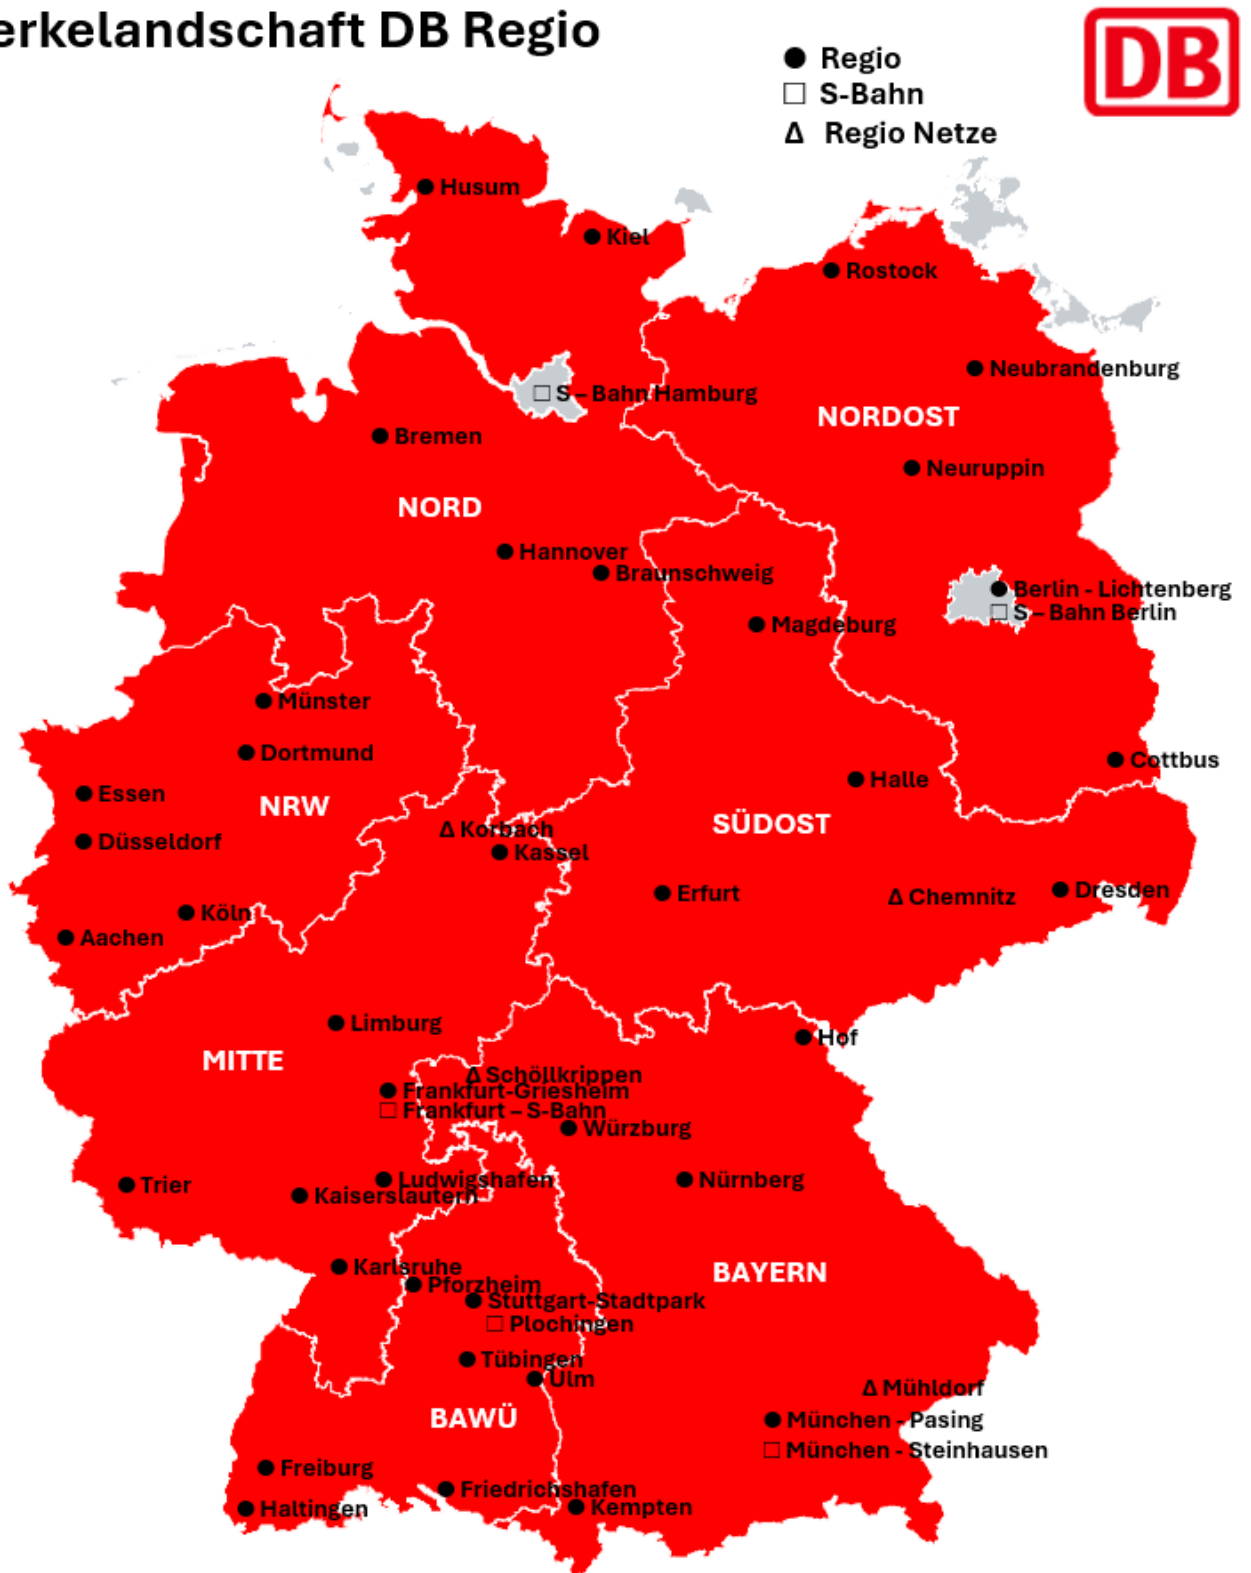 erkelandschaft DB Regio
DB
● Regio
□ S-Bahn
Δ Regio Netze
● Husum
● Kiel
● Rostock
● Neubrandenburg
□ S – Bahn Hamburg
NORDOST
● Bremen
● Neuruppin
NORD
● Hannover
● Braunschweig
● Berlin - Lichtenberg
□ S – Bahn Berlin
● Magdeburg
● Münster
● Dortmund
● Cottbus
● Halle
● Essen
NRW
SÜDOST
Δ Korbach
● Düsseldorf
● Kassel
● Dresden
● Erfurt
Δ Chemnitz
● Köln
● Aachen
● Limburg
● Hof
MITTE
Δ Schöllkrippen
● Frankfurt-Griesheim
□ Frankfurt – S-Bahn
● Würzburg
● Ludwigshafen
● Nürnberg
● Trier
● Kaiserslautern
● Karlsruhe
BAYERN
● Pforzheim
● Stuttgart-Stadtpark
□ Plochingen
● Tübingen
● Ulm
Δ Mühldorf
BAWÜ
● München - Pasing
□ München - Steinhausen
● Freiburg
● Friedrichshafen
● Haltingen
● Kempten